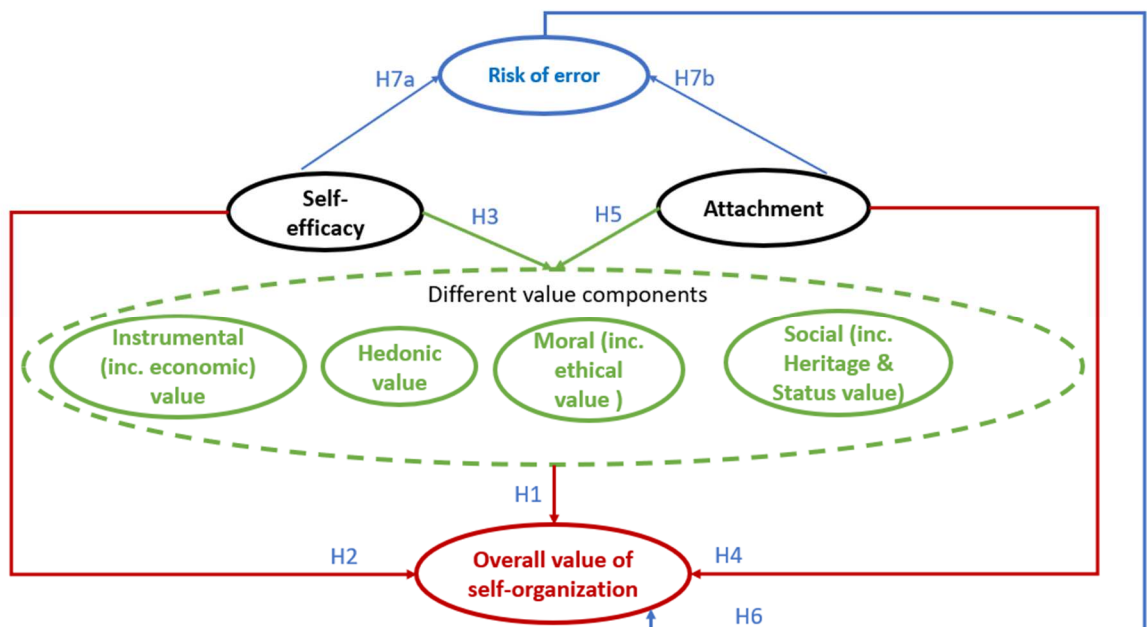 Risk of error
H7a
H7b
Self-
efficacy
Attachment
H3
H5
Different value components
Instrumental
(inc. economic)
value
Hedonic
value
Moral (inc.
ethical
value )
Social (inc.
Heritage &
Status value)
H1
Overall value of
self-organization
H2
H4
H6